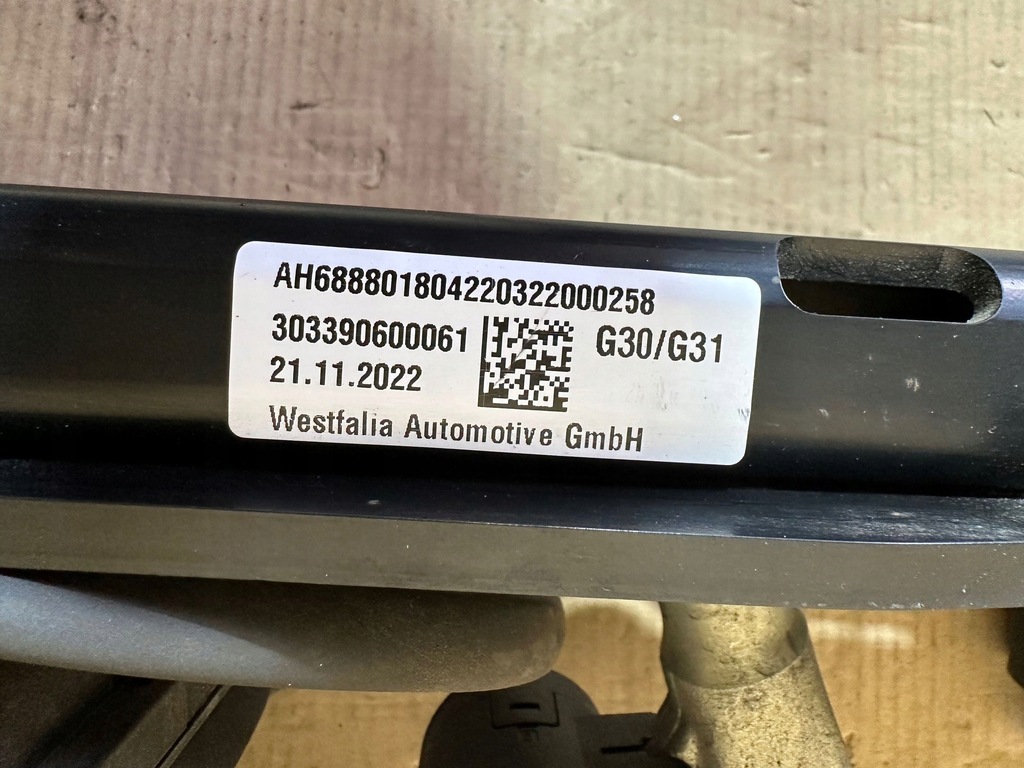 AH688801804220322000258
303390600061
G30/G31
21.11.2022
Westfalia Automotive GmbH